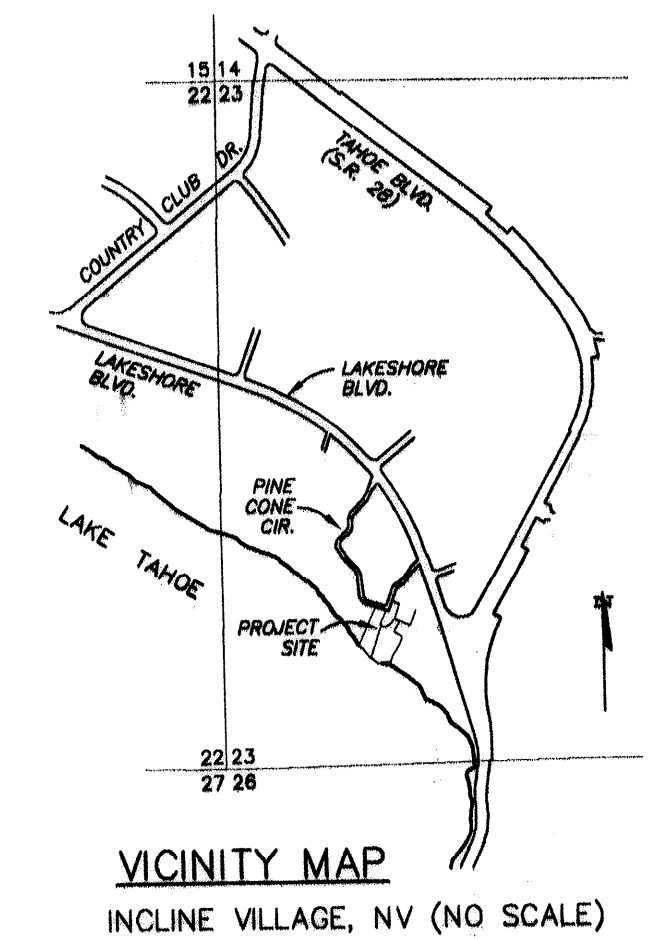 15 14
22 23
TAHOE BLVD.
(S.R. 28)
COUNTRY CLUB DR.
LAKESHORE
BLVD.
LAKESHORE
BLVD.
PINE
CONE
CIR.
LAKE TAHOE
PROJECT
SITE
22 23
27 26
VICINITY MAP
INCLINE VILLAGE, NV (NO SCALE)